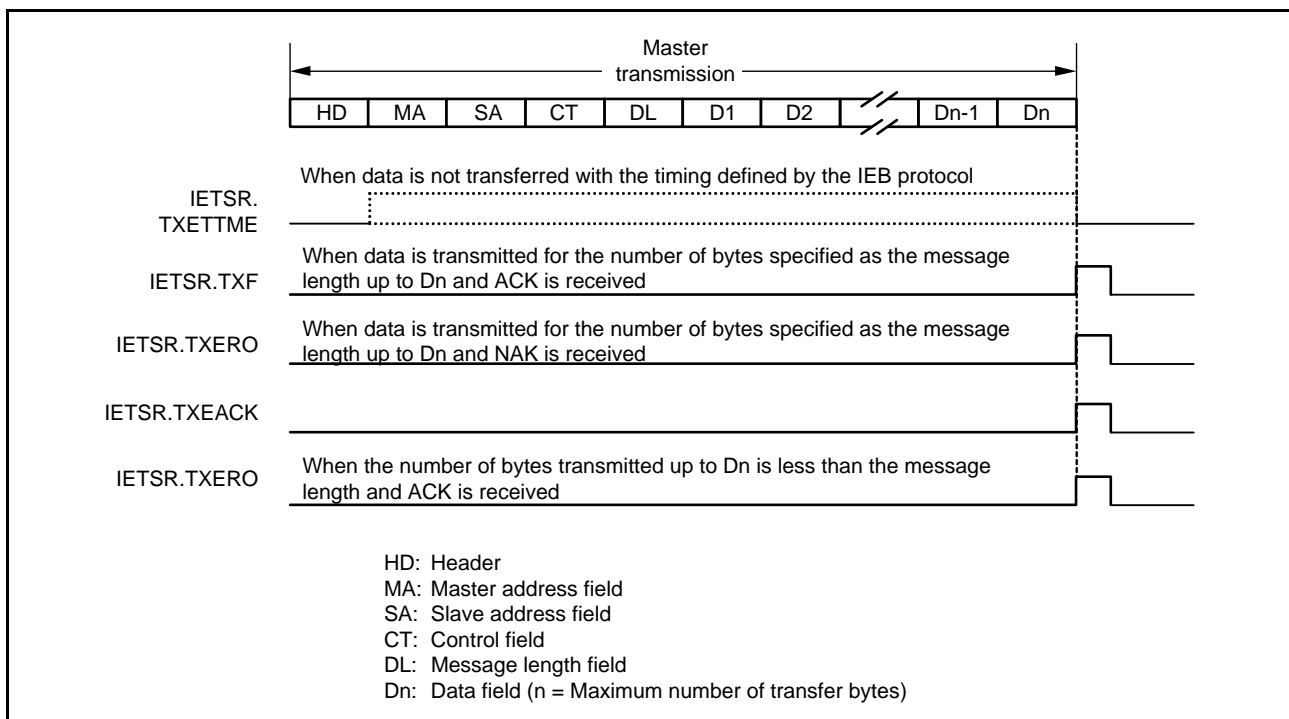 Master
transmission
HD MA SA CT DL D1 D2 Dn-1 Dn
When data is not transferred with the timing defined by the IEB protocol
IETSR.
TXETTME
When data is transmitted for the number of bytes specified as the message
length up to Dn and ACK is received
IETSR.TXF
When data is transmitted for the number of bytes specified as the message
length up to Dn and NAK is received
IETSR.TXERO
IETSR.TXEACK
When the number of bytes transmitted up to Dn is less than the message
length and ACK is received
IETSR.TXERO
HD: Header
MA: Master address field
SA: Slave address field
CT: Control field
DL: Message length field
Dn: Data field (n = Maximum number of transfer bytes)